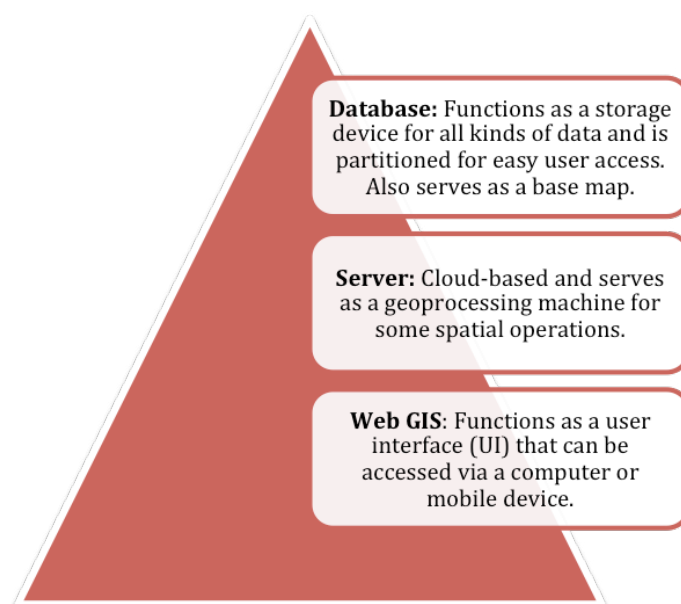 Database: Functions as a storage
device for all kinds of data and is
partitioned for easy user access.
Also serves as a base map.
Server: Cloud-based and serves
as a geoprocessing machine for
some spatial operations.
Web GIS: Functions as a user
interface (UI) that can be
accessed via a computer or
mobile device.